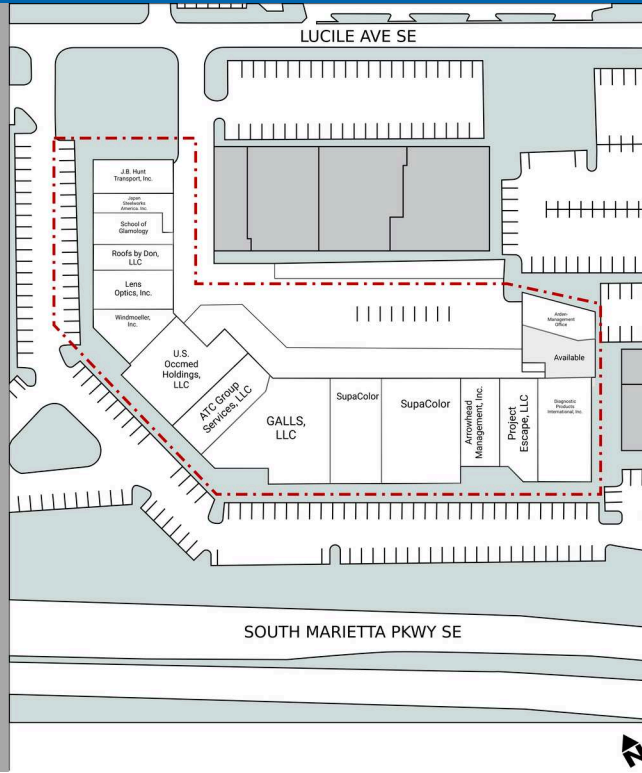 LUCILE AVE SE
J.B. Hunt
Transport, Inc.
Japan
Steelworks
America, Inc.
School of
Glamology
Roofs by Don,
LLC
Lens
Optics, Inc.
Windmoeller,
Inc.
U.S.
Occmed
Holdings,
LLC
ATC Group
Services, LLC
GALLS,
LLC
SupaColor
SupaColor
Arrowhead
Management, Inc.
Project
Escape, LLC
Diagnostic
Products
International, Inc.
Arden
Management
Office
Available
SOUTH MARIETTA PKWY SE
N